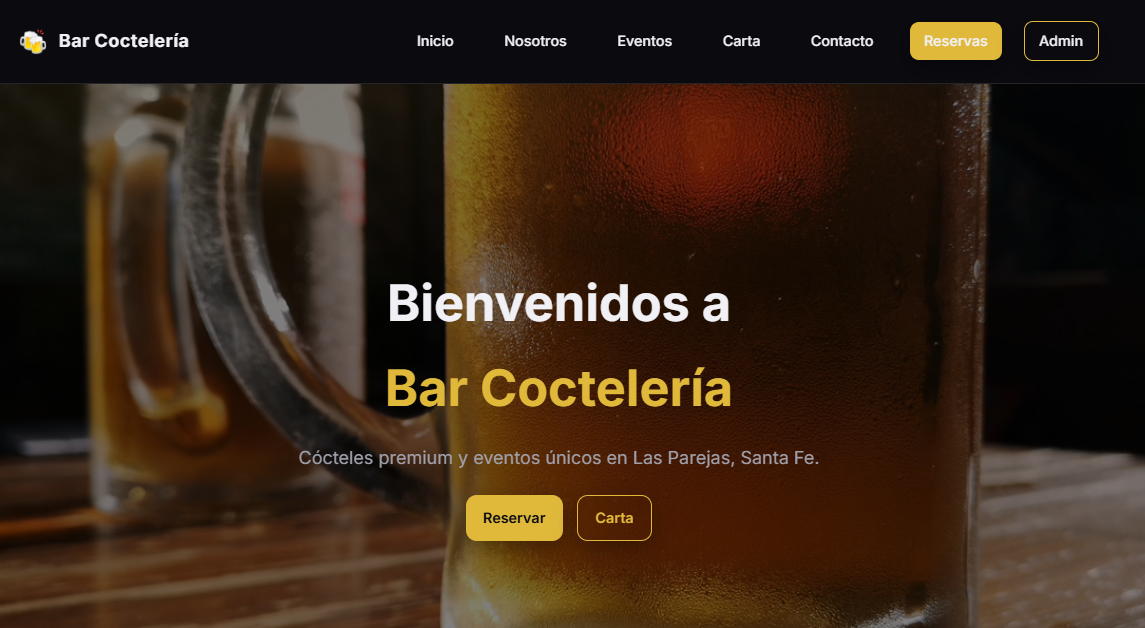 Bar Coctelería
Inicio Nosotros Eventos Carta Contacto Reservas Admin
Bienvenidos a
Bar Coctelería
Cócteles premium y eventos únicos en Las Parejas, Santa Fe.
Reservar Carta